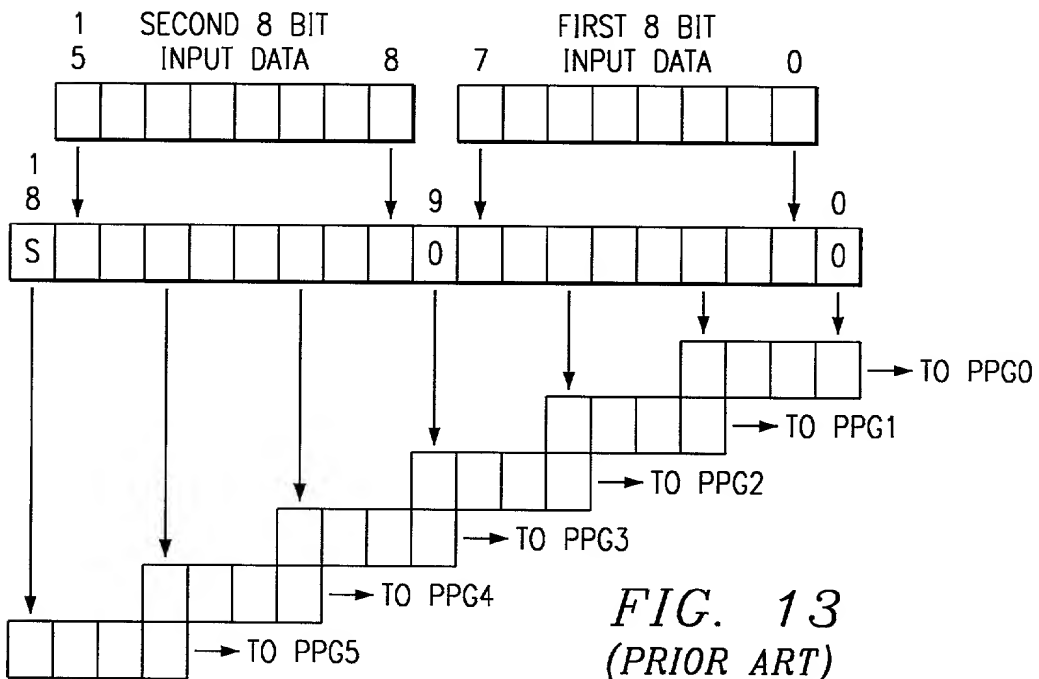 1 SECOND 8 BIT FIRST 8 BIT
5 INPUT DATA 8 7 INPUT DATA 0
1
8 9 0
S 0 0
TO PPG0
TO PPG1
TO PPG2
TO PPG3
TO PPG4
TO PPG5
FIG. 13
(PRIOR ART)